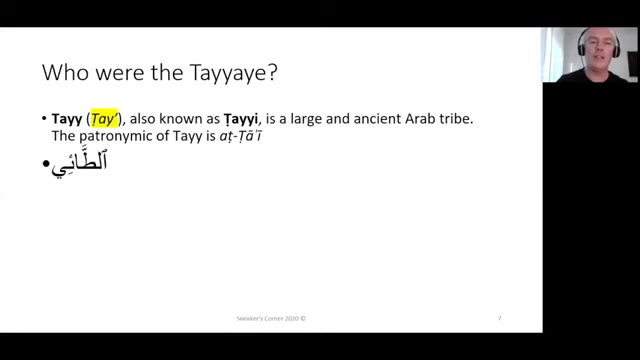 Who were the Tayyaye?
• Tayy (Ṭay'), also known as Ṭayyi, is a large and ancient Arab tribe.
The patronymic of Tayy is aṭ-Ṭāʾī
• ٱلطَّائِي
Speaker's Corner 2020 © 7